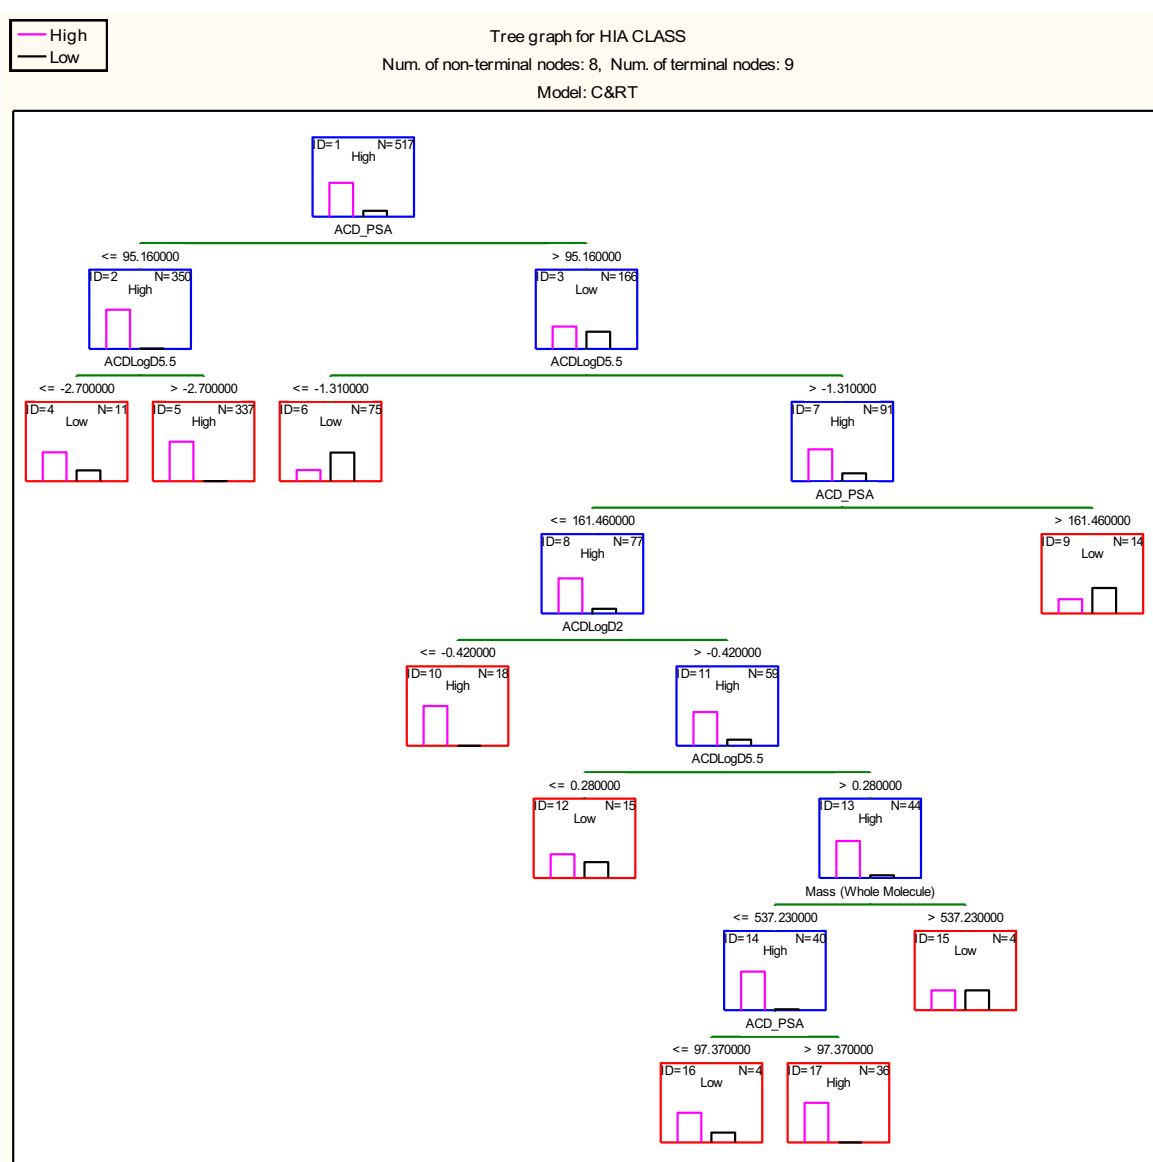 High
Low
Tree graph for HIA CLASS
Num. of non-terminal nodes: 8,  Num. of terminal nodes: 9
Model: C&RT
ID=1 N=517
High
ACD_PSA
<= 95.160000 > 95.160000
ID=2 N=350 ID=3 N=166
High Low
ACDLogD5.5 ACDLogD5.5
<= -2.700000 > -2.700000 <= -1.310000 > -1.310000
ID=4 N=11 ID=5 N=337 ID=6 N=75 ID=7 N=91
Low High Low High
ACD_PSA
<= 161.460000 > 161.460000
ID=8 N=77 ID=9 N=14
High Low
ACDLogD2
<= -0.420000 > -0.420000
ID=10 N=18 ID=11 N=59
High High
ACDLogD5.5
<= 0.280000 > 0.280000
ID=12 N=15 ID=13 N=44
Low High
Mass (Whole Molecule)
<= 537.230000 > 537.230000
ID=14 N=40 ID=15 N=4
High Low
ACD_PSA
<= 97.370000 > 97.370000
ID=16 N=4 ID=17 N=36
Low High